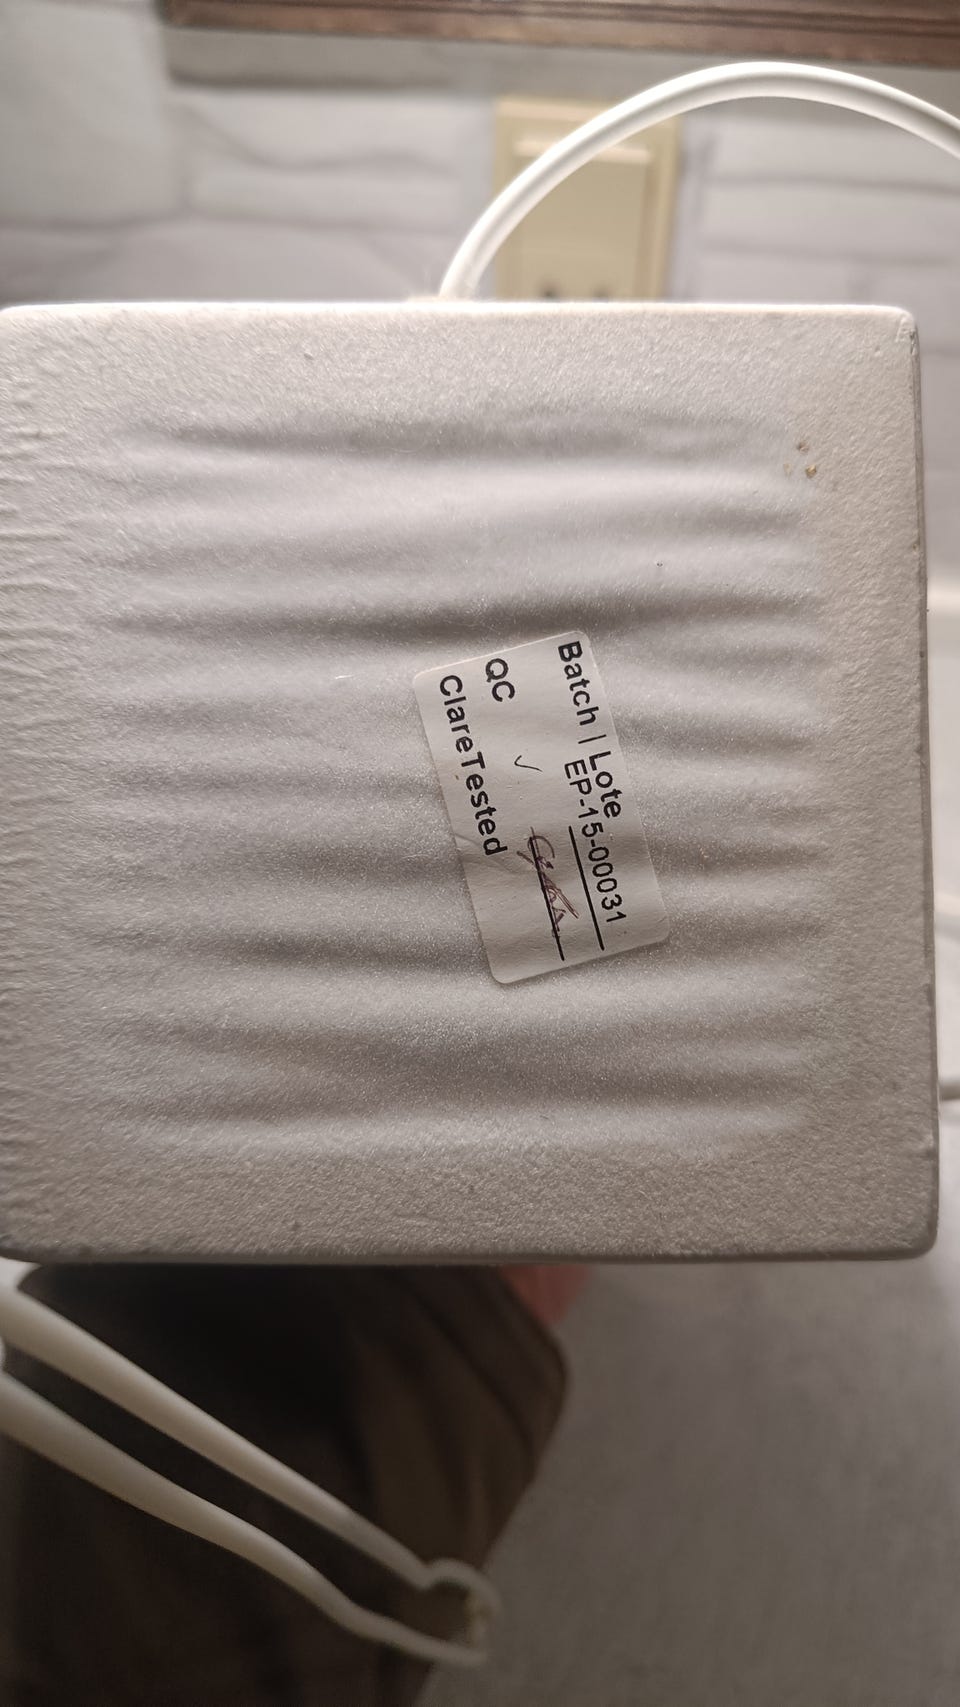 Batch | Lote
EP-15-00031
QC ✓
ClareTested